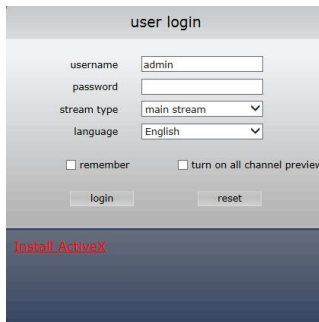 user login
username admin
password
stream type main stream
language English
remember turn on all channel preview
login reset
Install ActiveX